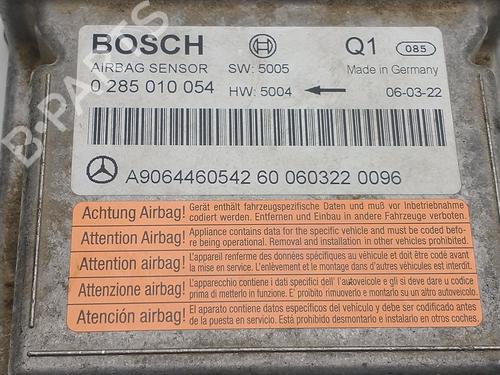 BOSCH
Q1 085
AIRBAG SENSOR SW: 5005 Made in Germany
0 285 010 054 HW: 5004 06-03-22
A9064460542 60 060322 0096
Achtung Airbag! Gerät enthält fahrzeugspezifische Daten und muß vor Inbetriebnahme
codiert werden. Entfernen und Einbau in andere Fahrzeuge verboten.
Attention Airbag! Appliance contains data for the specific vehicle and must be coded befo-
re being operational. Removal and installation in other vehicles prohibited.
Attention airbag! L'appareil renferme des données spécifiques au véhicule et doit être codé avant
la mise en service. L'enlèvement et le montage dans d'autres véhicules est interdit.
Attenzione airbag! L'apparecchio contiene i dati specifici dell' l'autoveicolo e gli si deve dare il codice
prima di metterlo in funzione. E' proibito rimuoverlo e montarlo su un altro autoveicolo.
Atención airbag! El aparato contiene datos específicos del vehículo y debe ser codificado antes
de la puesta en servicio. Está prohibido desmontarlo e instalarlo en otros coches.
B-PARTS